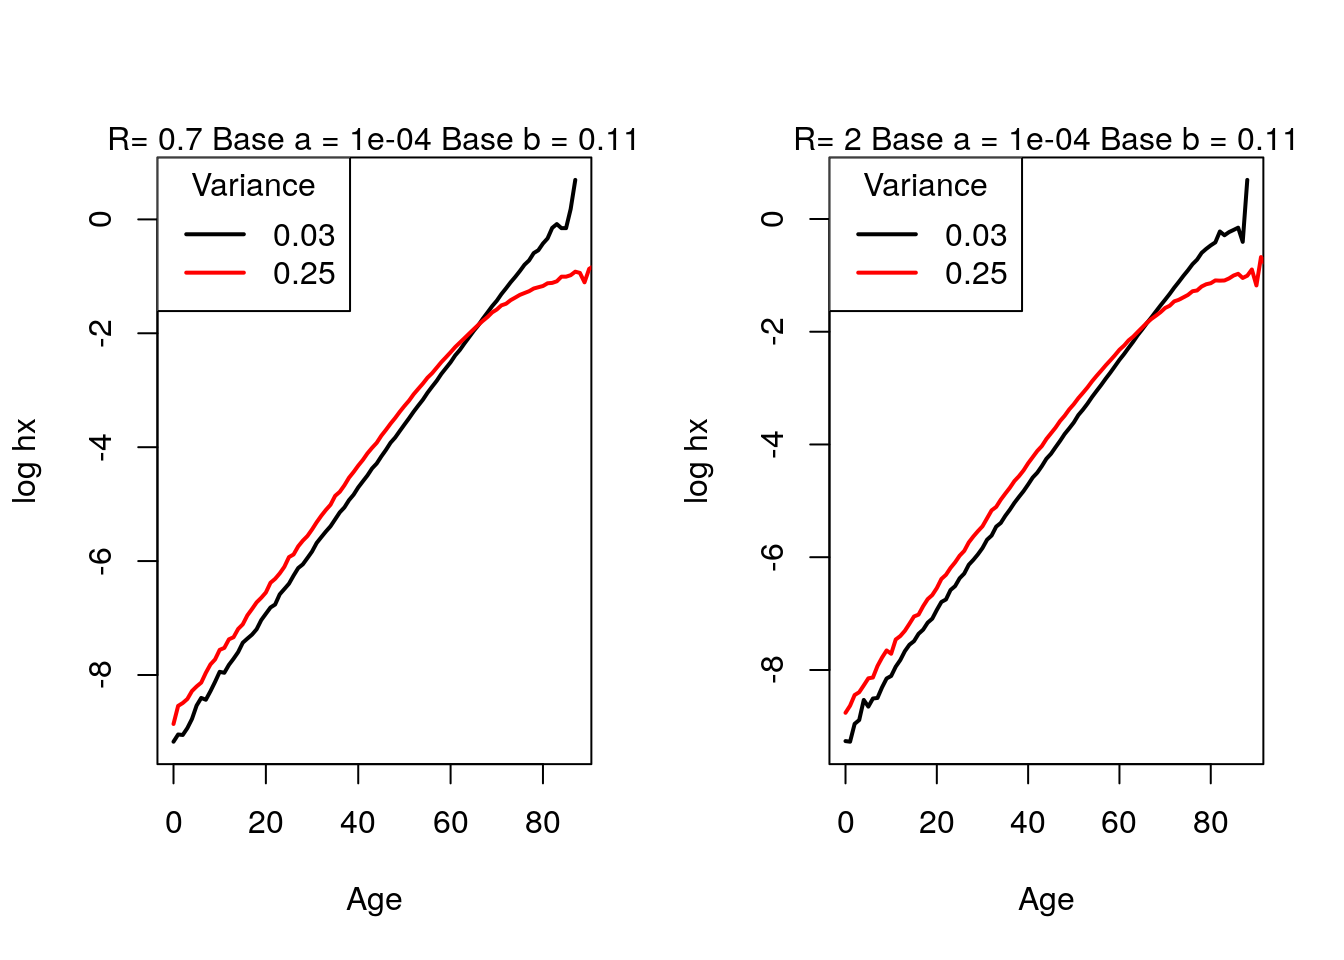 R= 0.7 Base a = 1e-04 Base b = 0.11
Variance
0.03
0.25
0
-2
-4
-6
-8
log hx
0 20 40 60 80
Age
R= 2 Base a = 1e-04 Base b = 0.11
Variance
0.03
0.25
0
-2
-4
-6
-8
log hx
0 20 40 60 80
Age